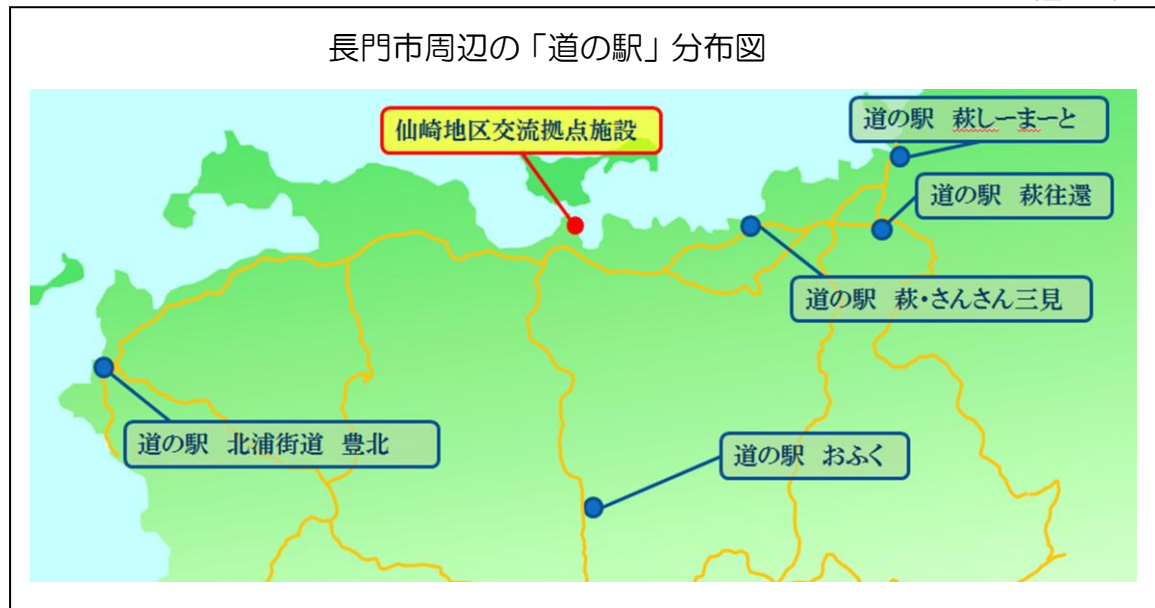 長門市周辺の「道の駅」分布図
仙崎地区交流拠点施設
道の駅　萩しーまーと
道の駅　萩往還
道の駅　萩・さんさん三見
道の駅　北浦街道　豊北
道の駅　おふく